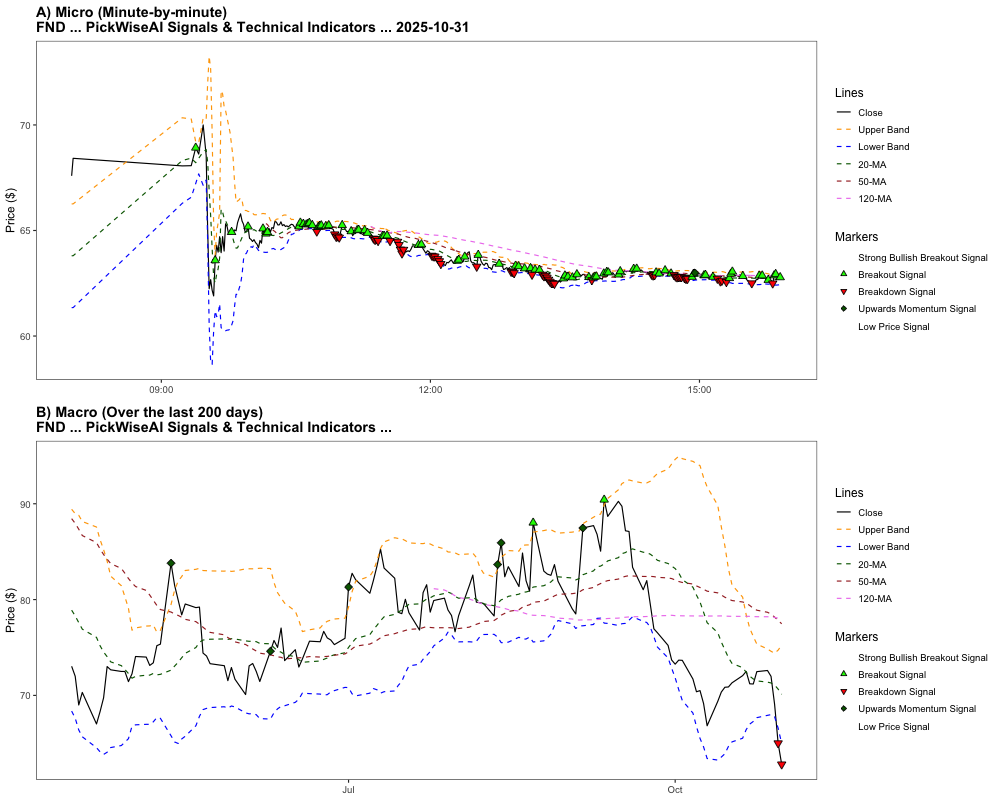 A) Micro (Minute-by-minute)
FND ... PickWiseAI Signals & Technical Indicators ... 2025-10-31
Price ($)
70
65
60
09:00
12:00
15:00
Lines
Close
Upper Band
Lower Band
20-MA
50-MA
120-MA
Markers
Strong Bullish Breakout Signal
Breakout Signal
Breakdown Signal
Upwards Momentum Signal
Low Price Signal
B) Macro (Over the last 200 days)
FND ... PickWiseAI Signals & Technical Indicators ...
Price ($)
90
80
70
Jul
Oct
Lines
Close
Upper Band
Lower Band
20-MA
50-MA
120-MA
Markers
Strong Bullish Breakout Signal
Breakout Signal
Breakdown Signal
Upwards Momentum Signal
Low Price Signal